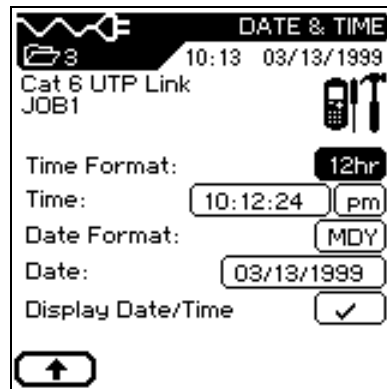 DATE & TIME
3 10:13 03/13/1999
Cat 6 UTP Link
JOB1
Time Format: 12hr
Time: 10:12:24 pm
Date Format: MDY
Date: 03/13/1999
Display Date/Time